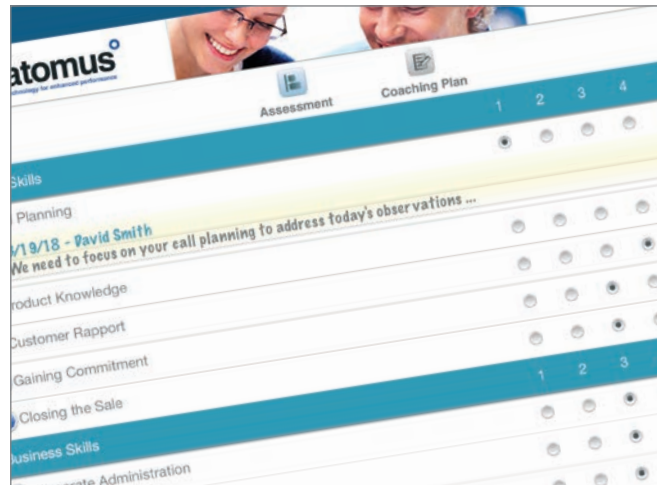 atomus
technology for enhanced performance
Assessment
Coaching Plan
Skills
1 2 3 4
Planning
/19/18 - David Smith
We need to focus on your call planning to address today's observations ...
roduct Knowledge
Customer Rapport
Gaining Commitment
Closing the Sale
usiness Skills
1 2 3
rate Administration